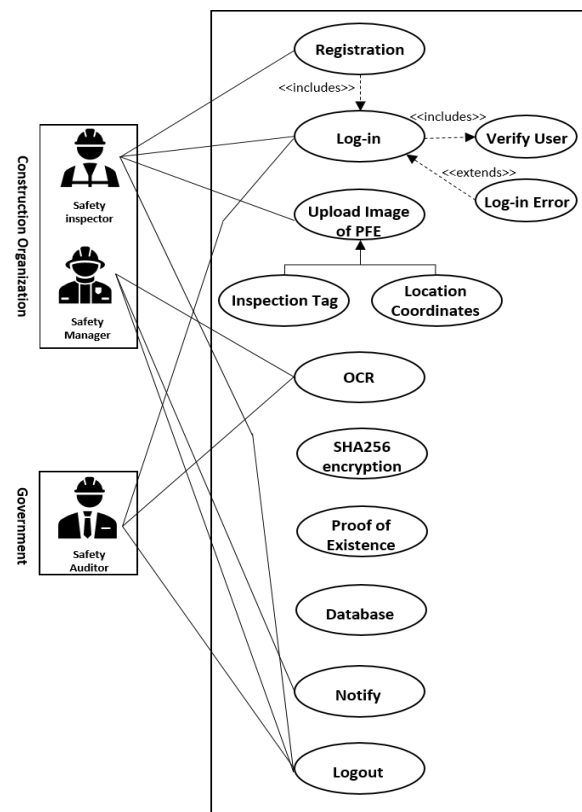 Registration
<<includes>>
Log-in
<<includes>>
Verify User
<<extends>>
Log-in Error
Upload Image
of PFE
Inspection Tag
Location
Coordinates
OCR
SHA256
encryption
Proof of
Existence
Database
Notify
Logout
Construction Organization
Safety
inspector
Safety
Manager
Government
Safety
Auditor